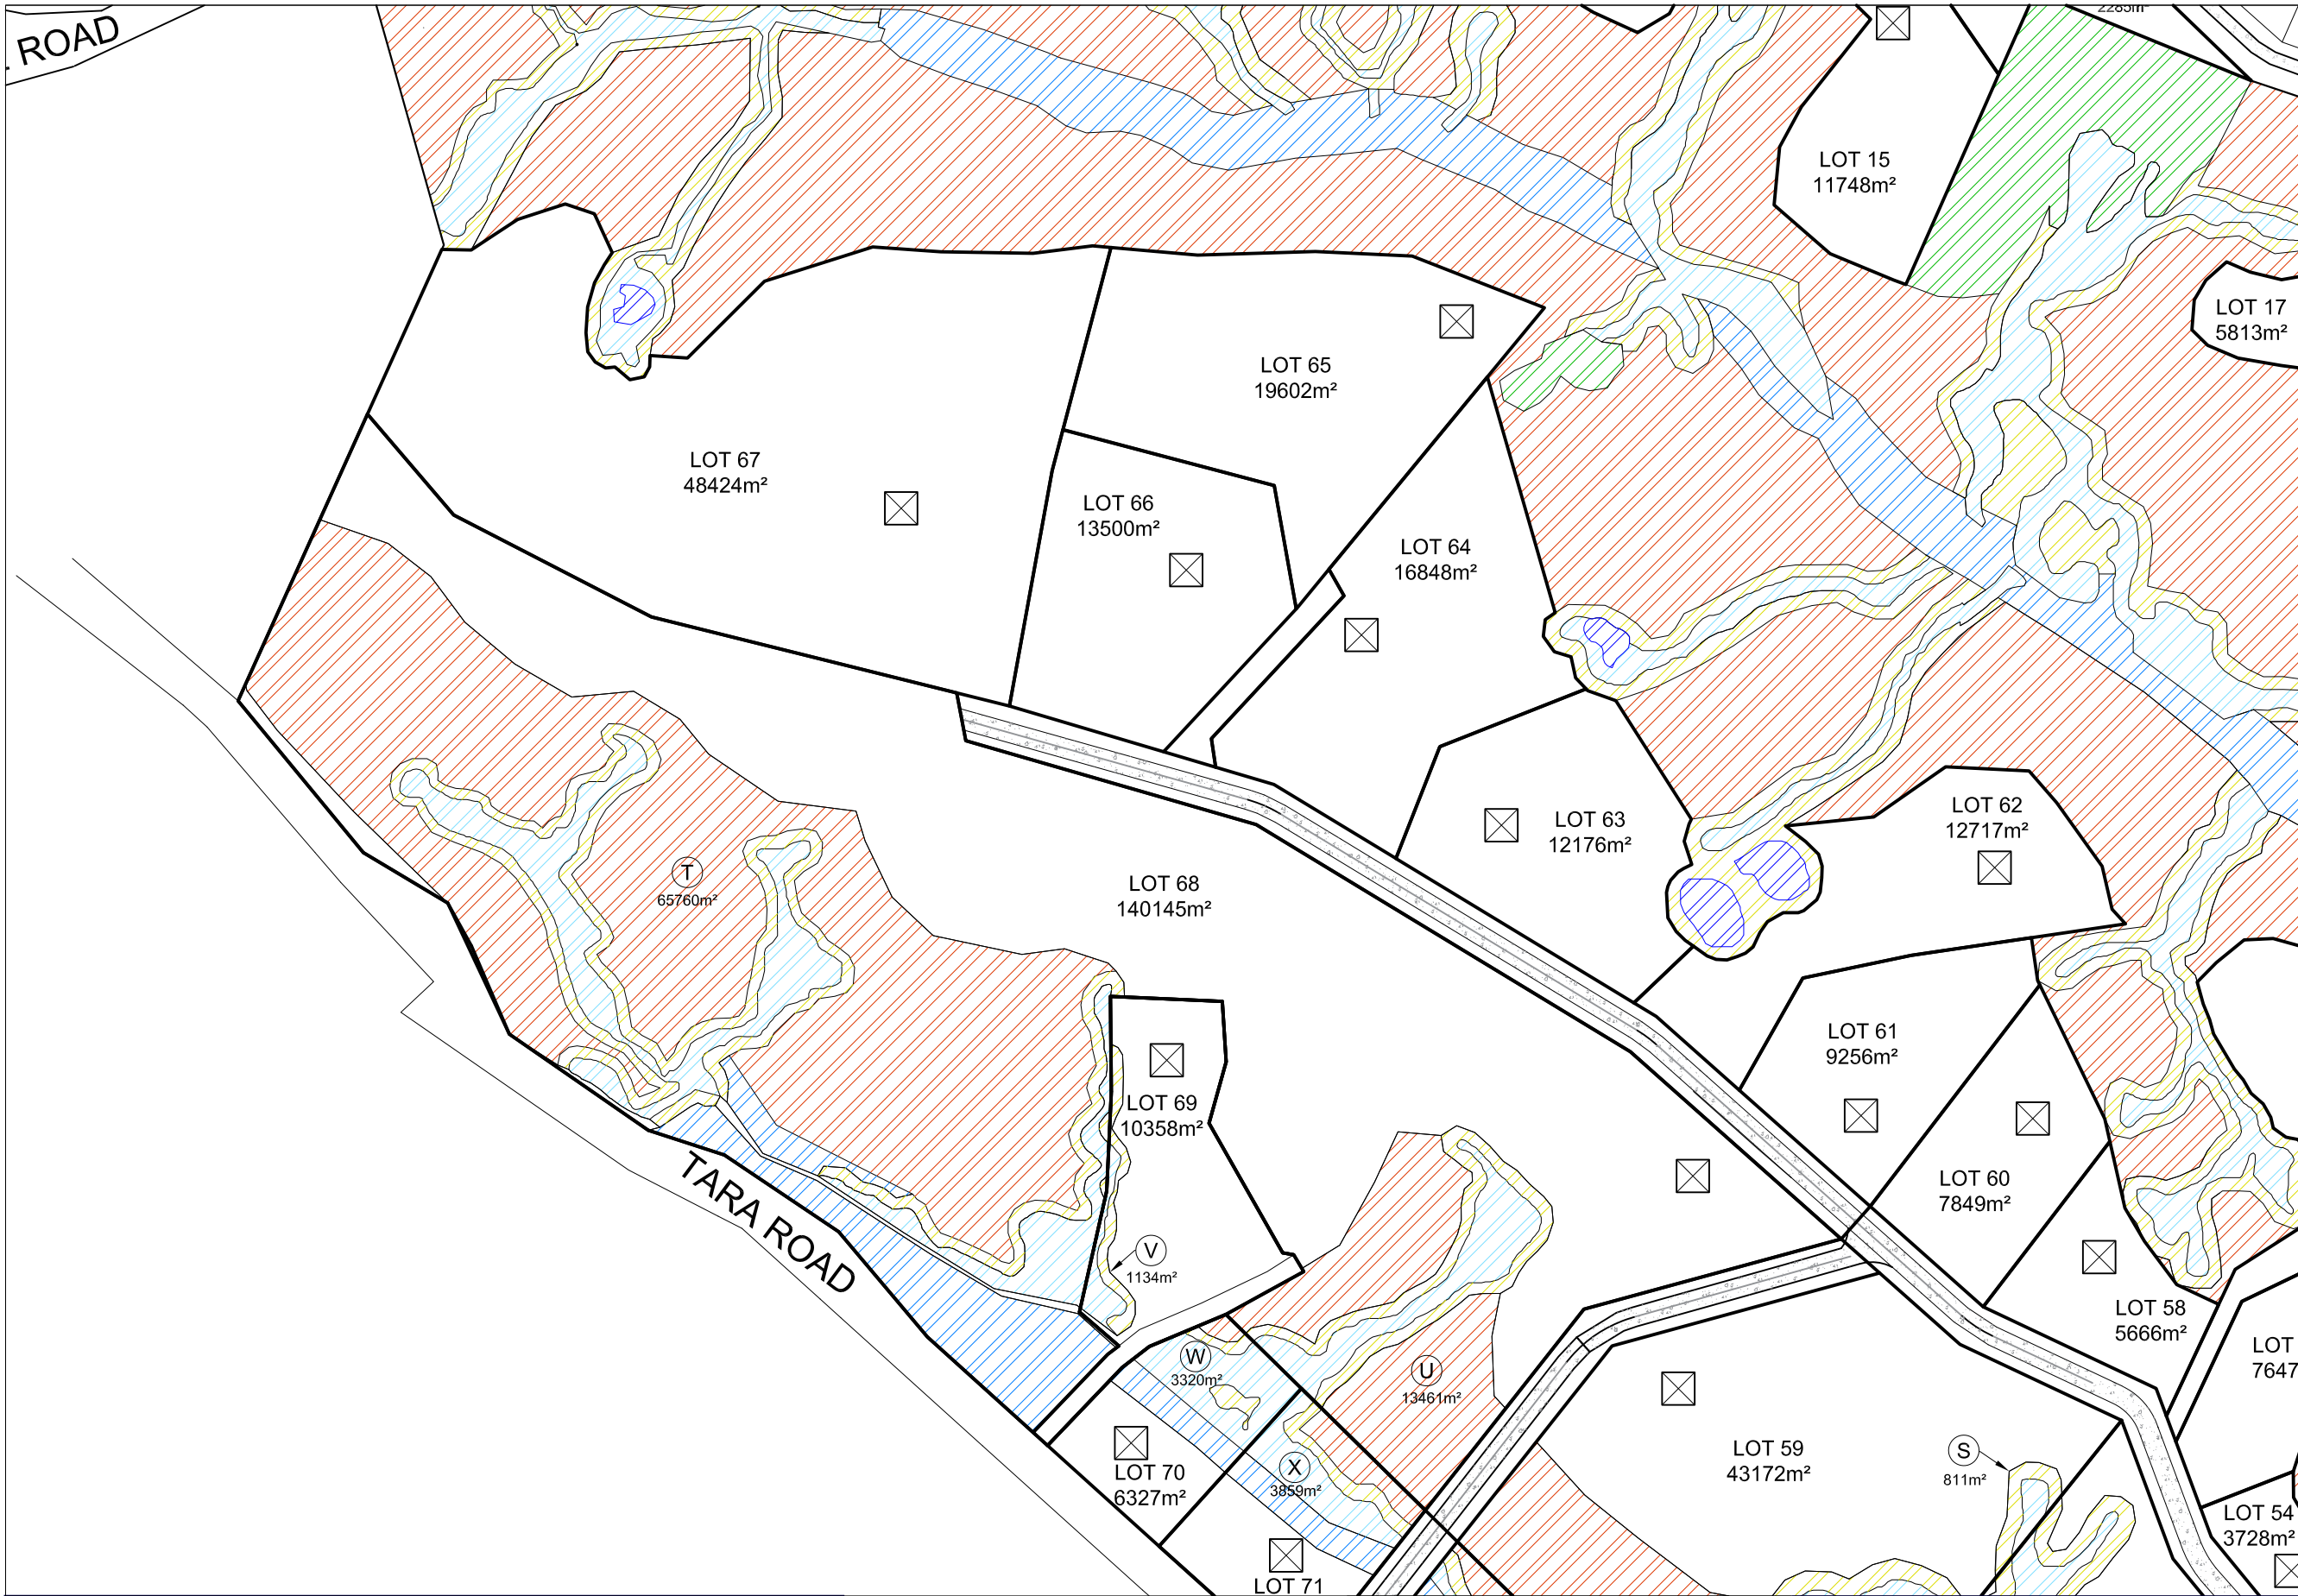 ROAD
2285m²
LOT 15
11748m²
LOT 17
5813m²
LOT 65
19602m²
LOT 67
48424m²
LOT 66
13500m²
LOT 64
16848m²
LOT 62
12717m²
LOT 63
12176m²
T
65760m²
LOT 68
140145m²
LOT 61
9256m²
LOT 69
10358m²
LOT 60
7849m²
TARA ROAD
V
1134m²
LOT 58
5666m²
LOT
7647
W
3320m²
U
13461m²
LOT 59
43172m²
S
811m²
LOT 70
6327m²
X
3859m²
LOT 54
3728m²
LOT 71